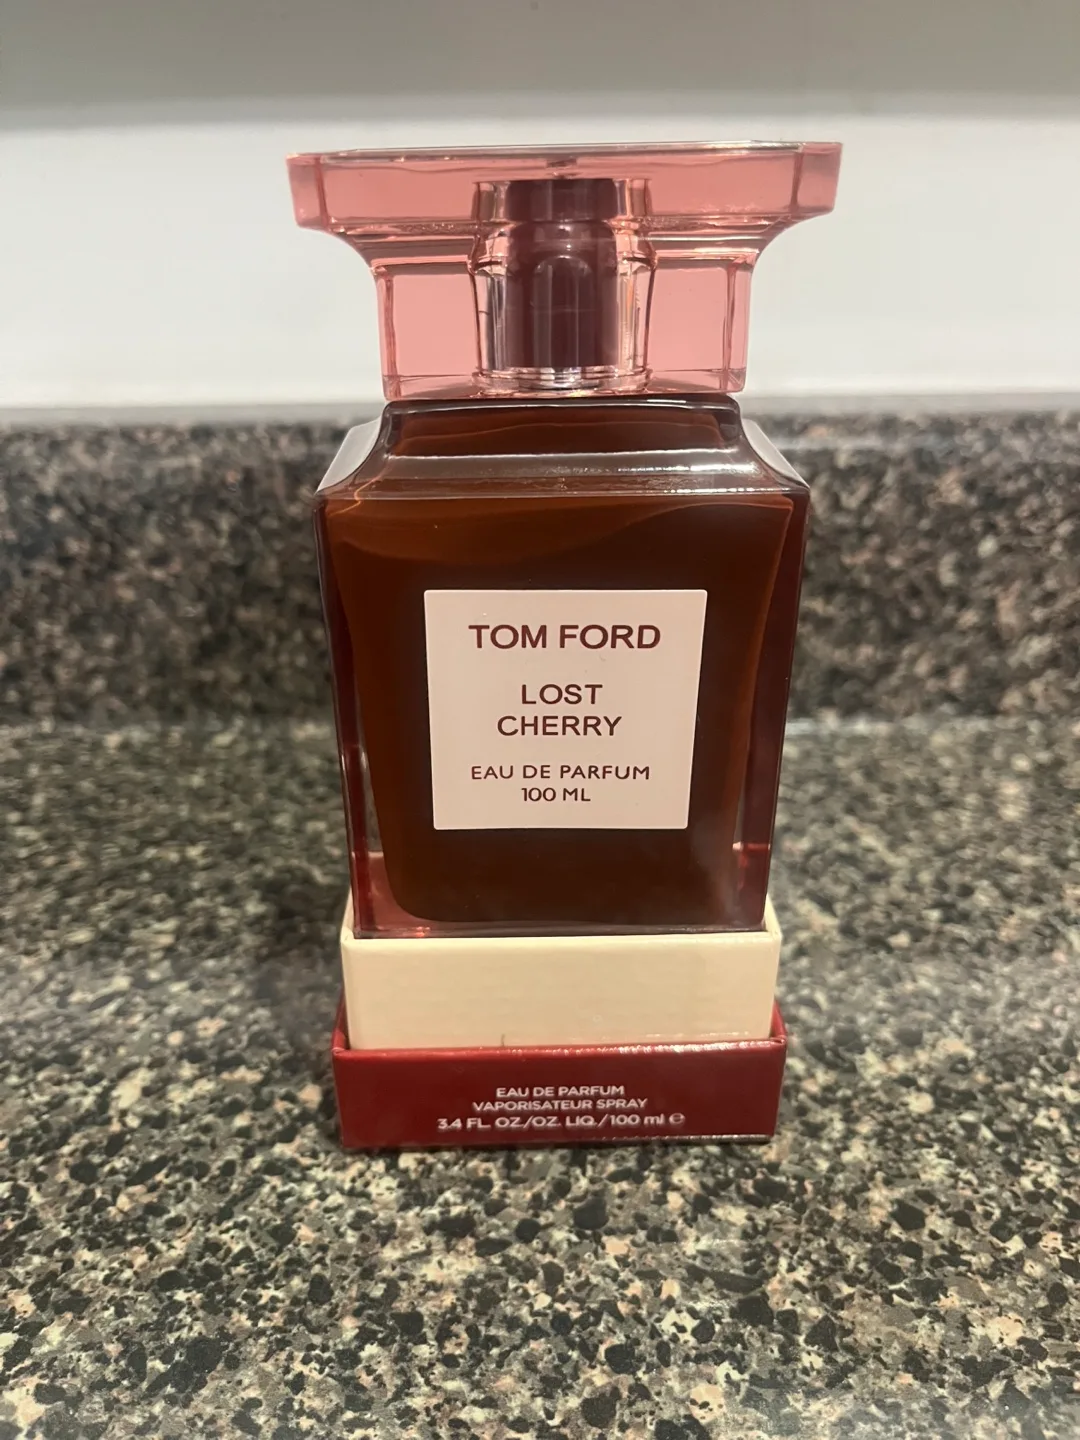 TOM FORD
LOST
CHERRY
EAU DE PARFUM
100 ML
EAU DE PARFUM
VAPORISATEUR SPRAY
3.4 FL. OZ./OZ. LIQ./100 ml ℮